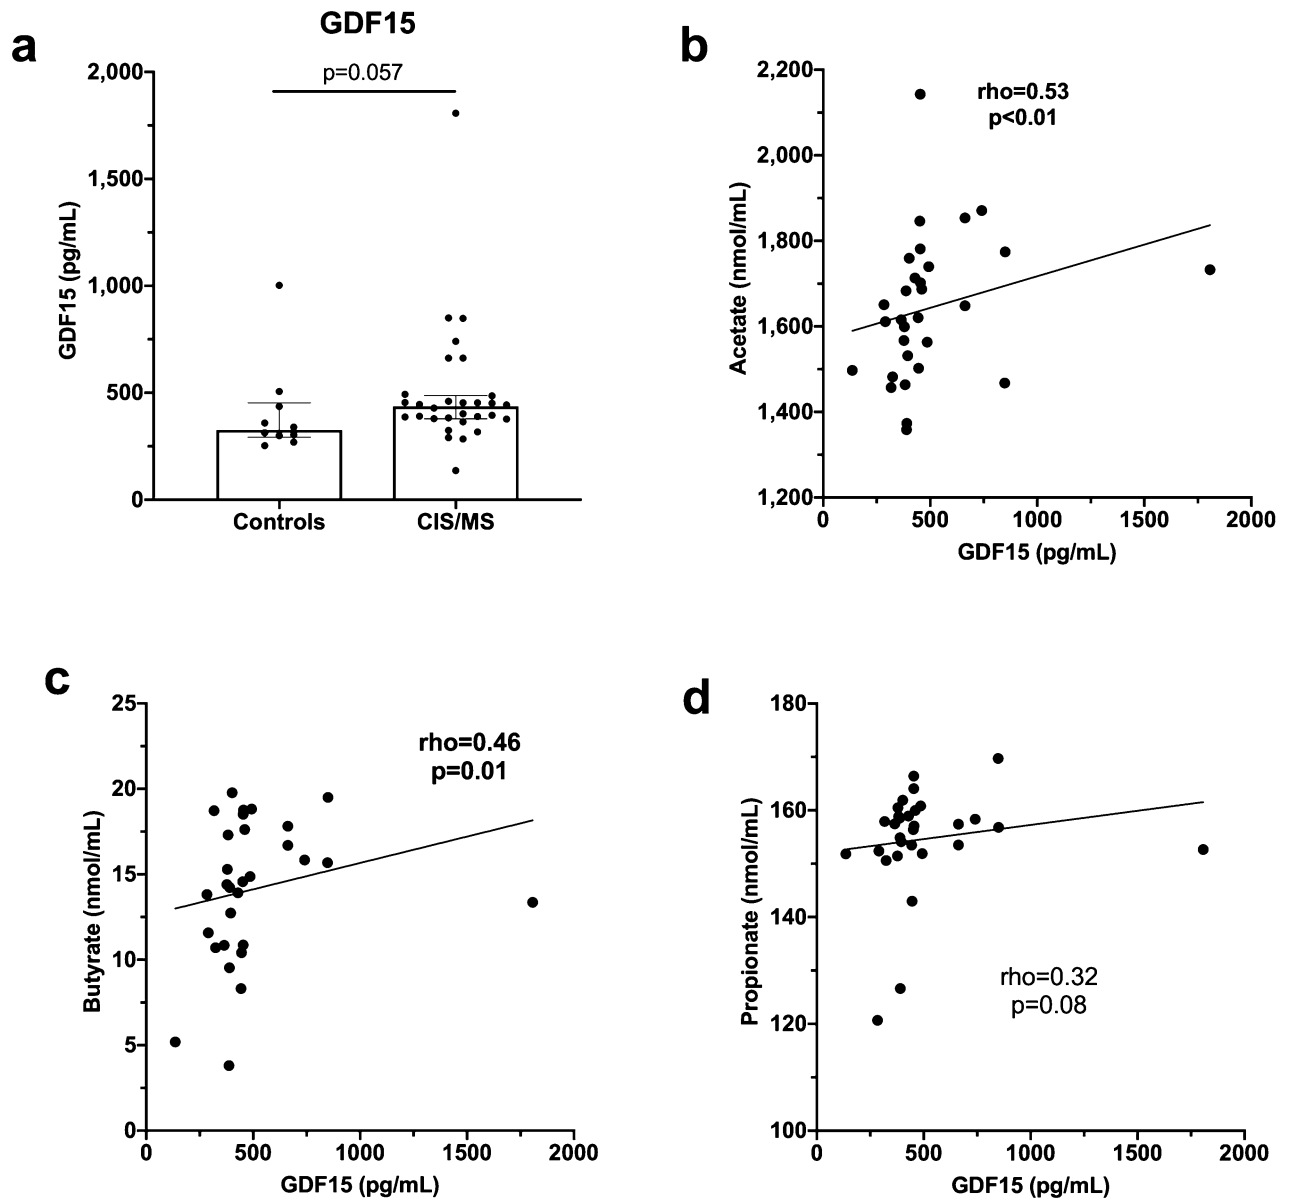 a
GDF15
p=0.057
2,000
1,500
1,000
500
0
GDF15 (pg/mL)
Controls
CIS/MS
b
rho=0.53
p<0.01
2,200
2,000
1,800
1,600
1,400
1,200
Acetate (nmol/mL)
0
500
1000
1500
2000
GDF15 (pg/mL)
c
rho=0.46
p=0.01
25
20
15
10
5
0
Butyrate (nmol/mL)
0
500
1000
1500
2000
GDF15 (pg/mL)
d
180
160
140
120
100
Propionate (nmol/mL)
rho=0.32
p=0.08
0
500
1000
1500
2000
GDF15 (pg/mL)